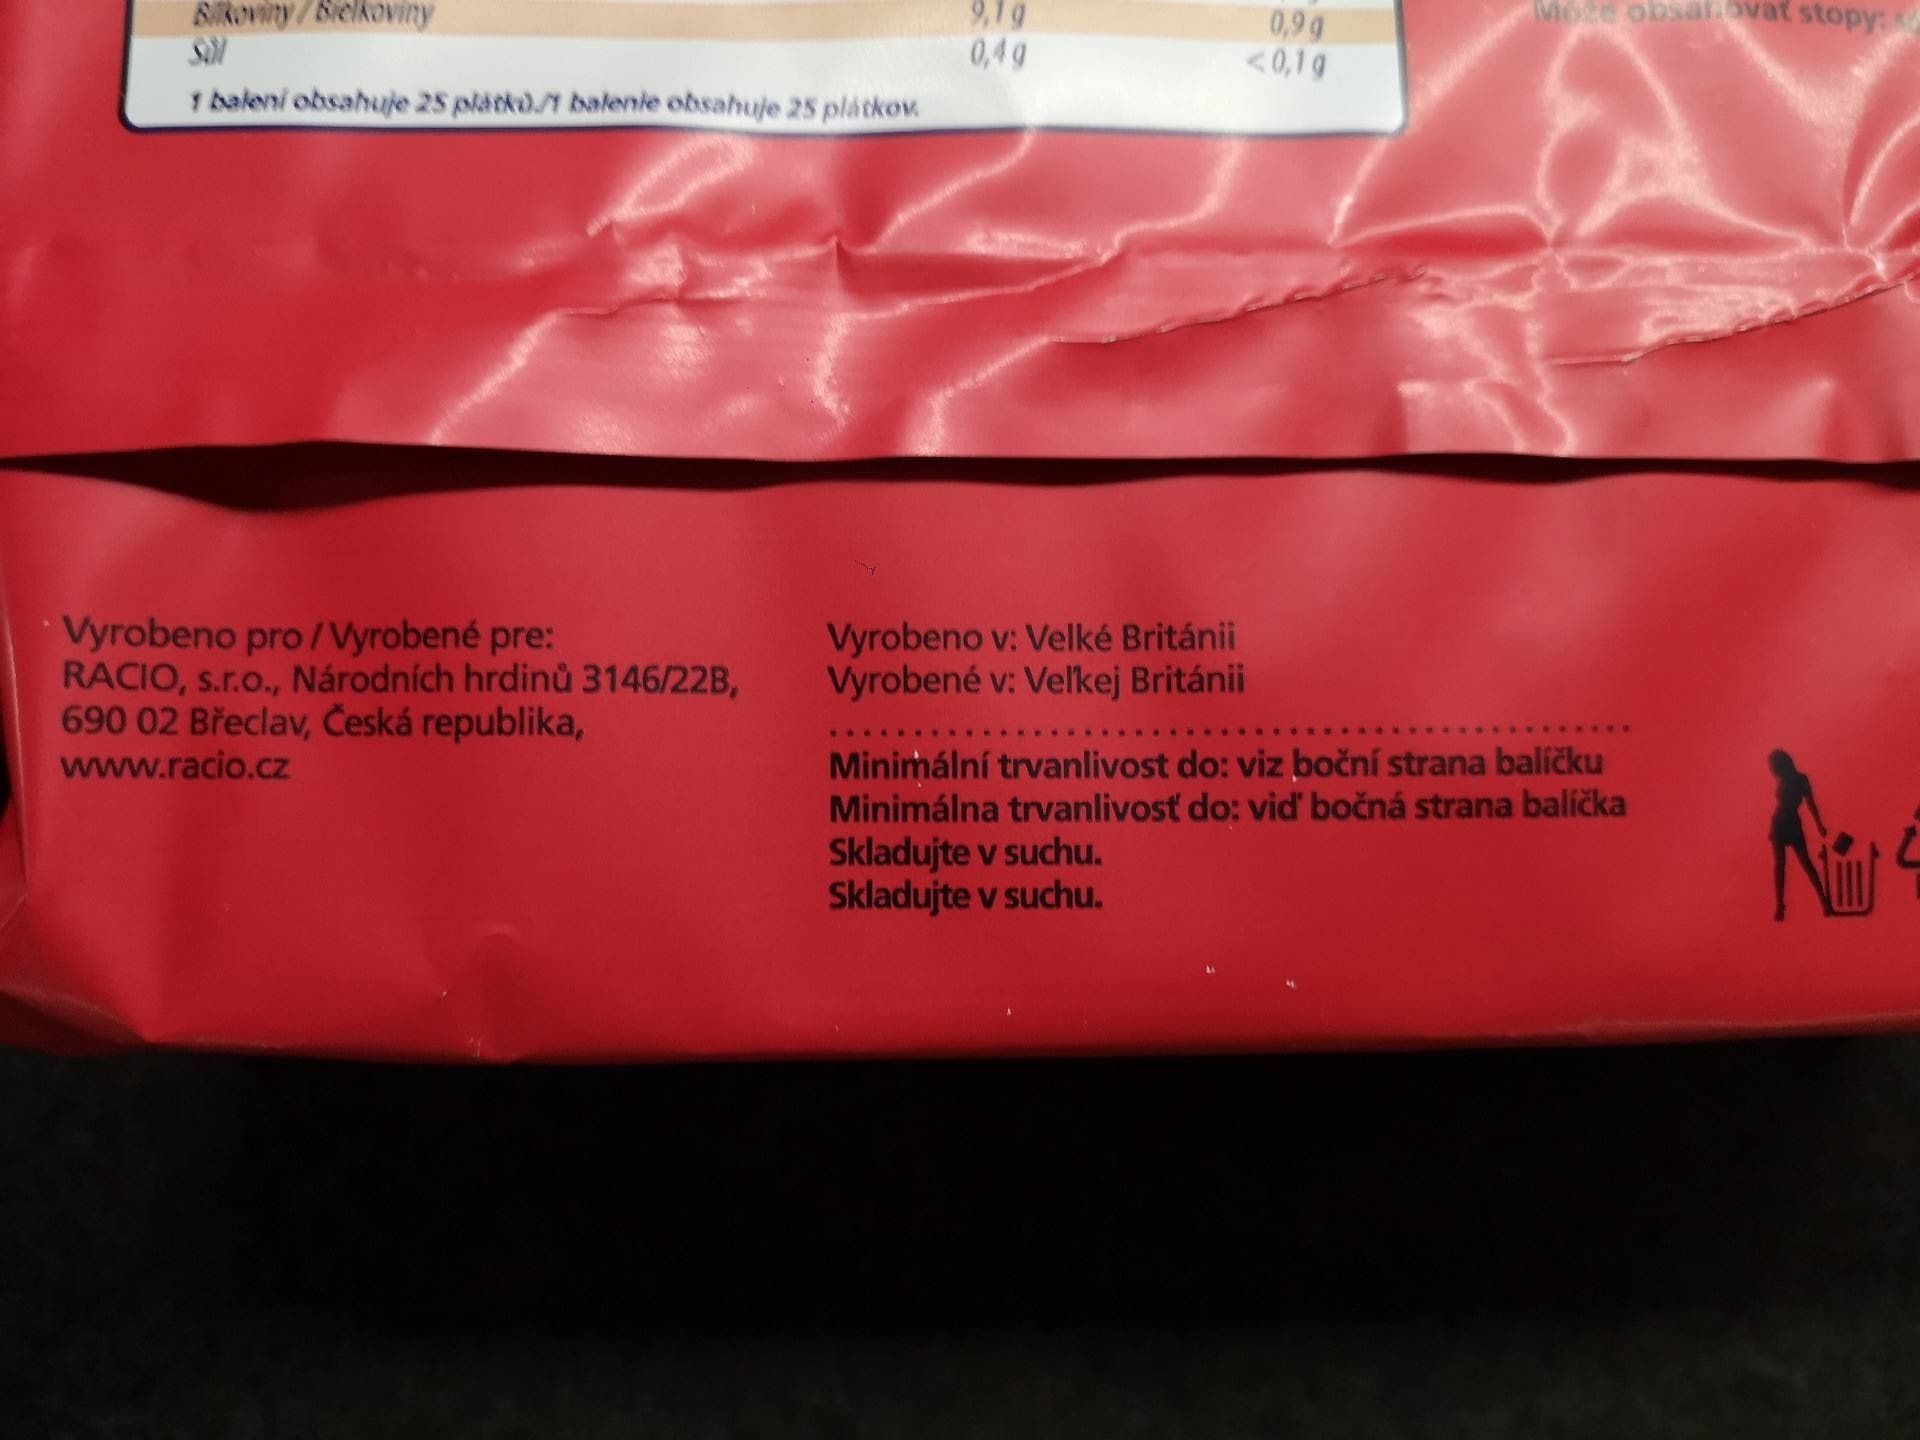 Bílkoviny / Bielkoviny 9,1 g 0,9 g
Sůl 0,4 g <0,1 g
1 balení obsahuje 25 plátků./1 balenie obsahuje 25 plátkov.
Môže obsahovať stopy:
Vyrobeno pro / Vyrobené pre:
RACIO, s.r.o., Národních hrdinů 3146/22B,
690 02 Břeclav, Česká republika,
www.racio.cz
Vyrobeno v: Velké Británii
Vyrobené v: Veľkej Británii
Minimální trvanlivost do: viz boční strana balíčku
Minimálna trvanlivosť do: viď bočná strana balíčka
Skladujte v suchu.
Skladujte v suchu.